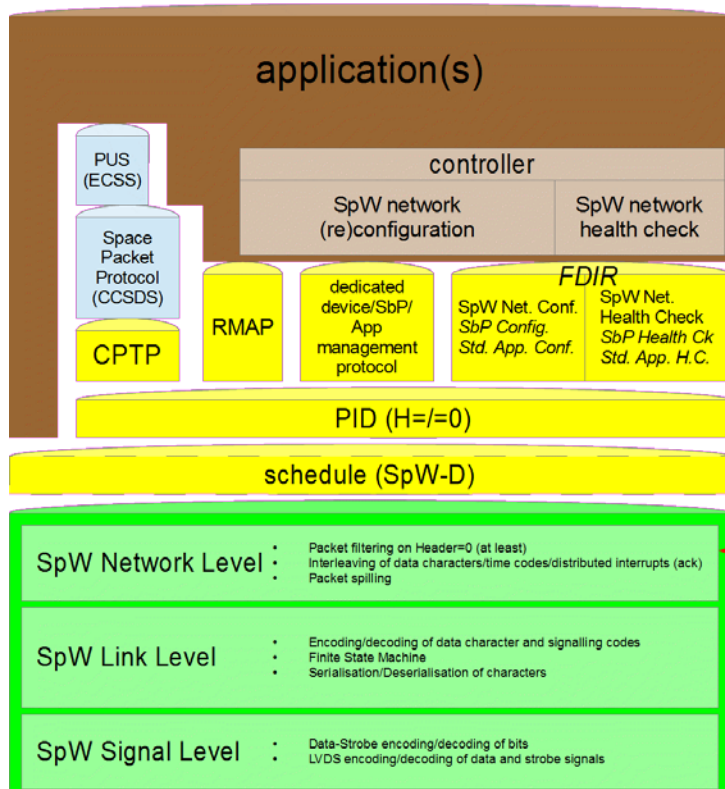 application(s)
PUS
(ECSS)
controller
SpW network
(re)configuration
SpW network
health check
Space
Packet
Protocol
(CCSDS)
CPTP
RMAP
dedicated
device/SbP/
App
management
protocol
FDIR
SpW Net. Conf.
SbP Config.
Std. App. Conf.
SpW Net.
Health Check
SbP Health Ck
Std. App. H.C.
PID (H=/=0)
schedule (SpW-D)
SpW Network Level
• Packet filtering on Header=0 (at least)
• Interleaving of data characters/time codes/distributed interrupts (ack)
• Packet spilling
SpW Link Level
• Encoding/decoding of data character and signalling codes
• Finite State Machine
• Serialisation/Deserialisation of characters
SpW Signal Level
• Data-Strobe encoding/decoding of bits
• LVDS encoding/decoding of data and strobe signals